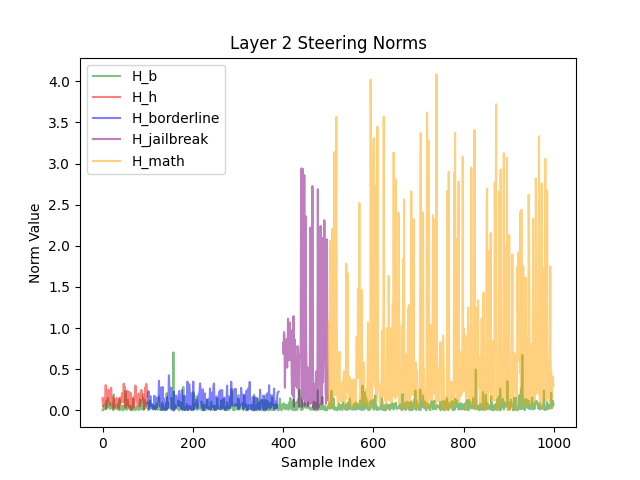 Layer 2 Steering Norms
H_b
H_h
H_borderline
H_jailbreak
H_math
Norm Value
4.0
3.5
3.0
2.5
2.0
1.5
1.0
0.5
0.0
0
200
400
600
800
1000
Sample Index